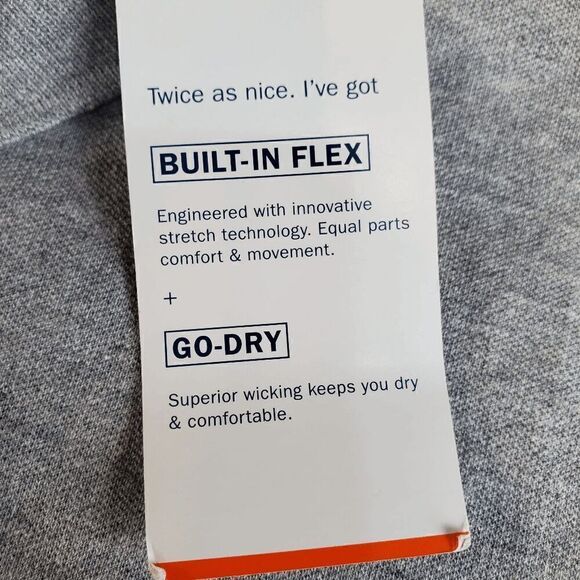 Twice as nice. I've got
BUILT-IN FLEX
Engineered with innovative
stretch technology. Equal parts
comfort & movement.
+
GO-DRY
Superior wicking keeps you dry
& comfortable.